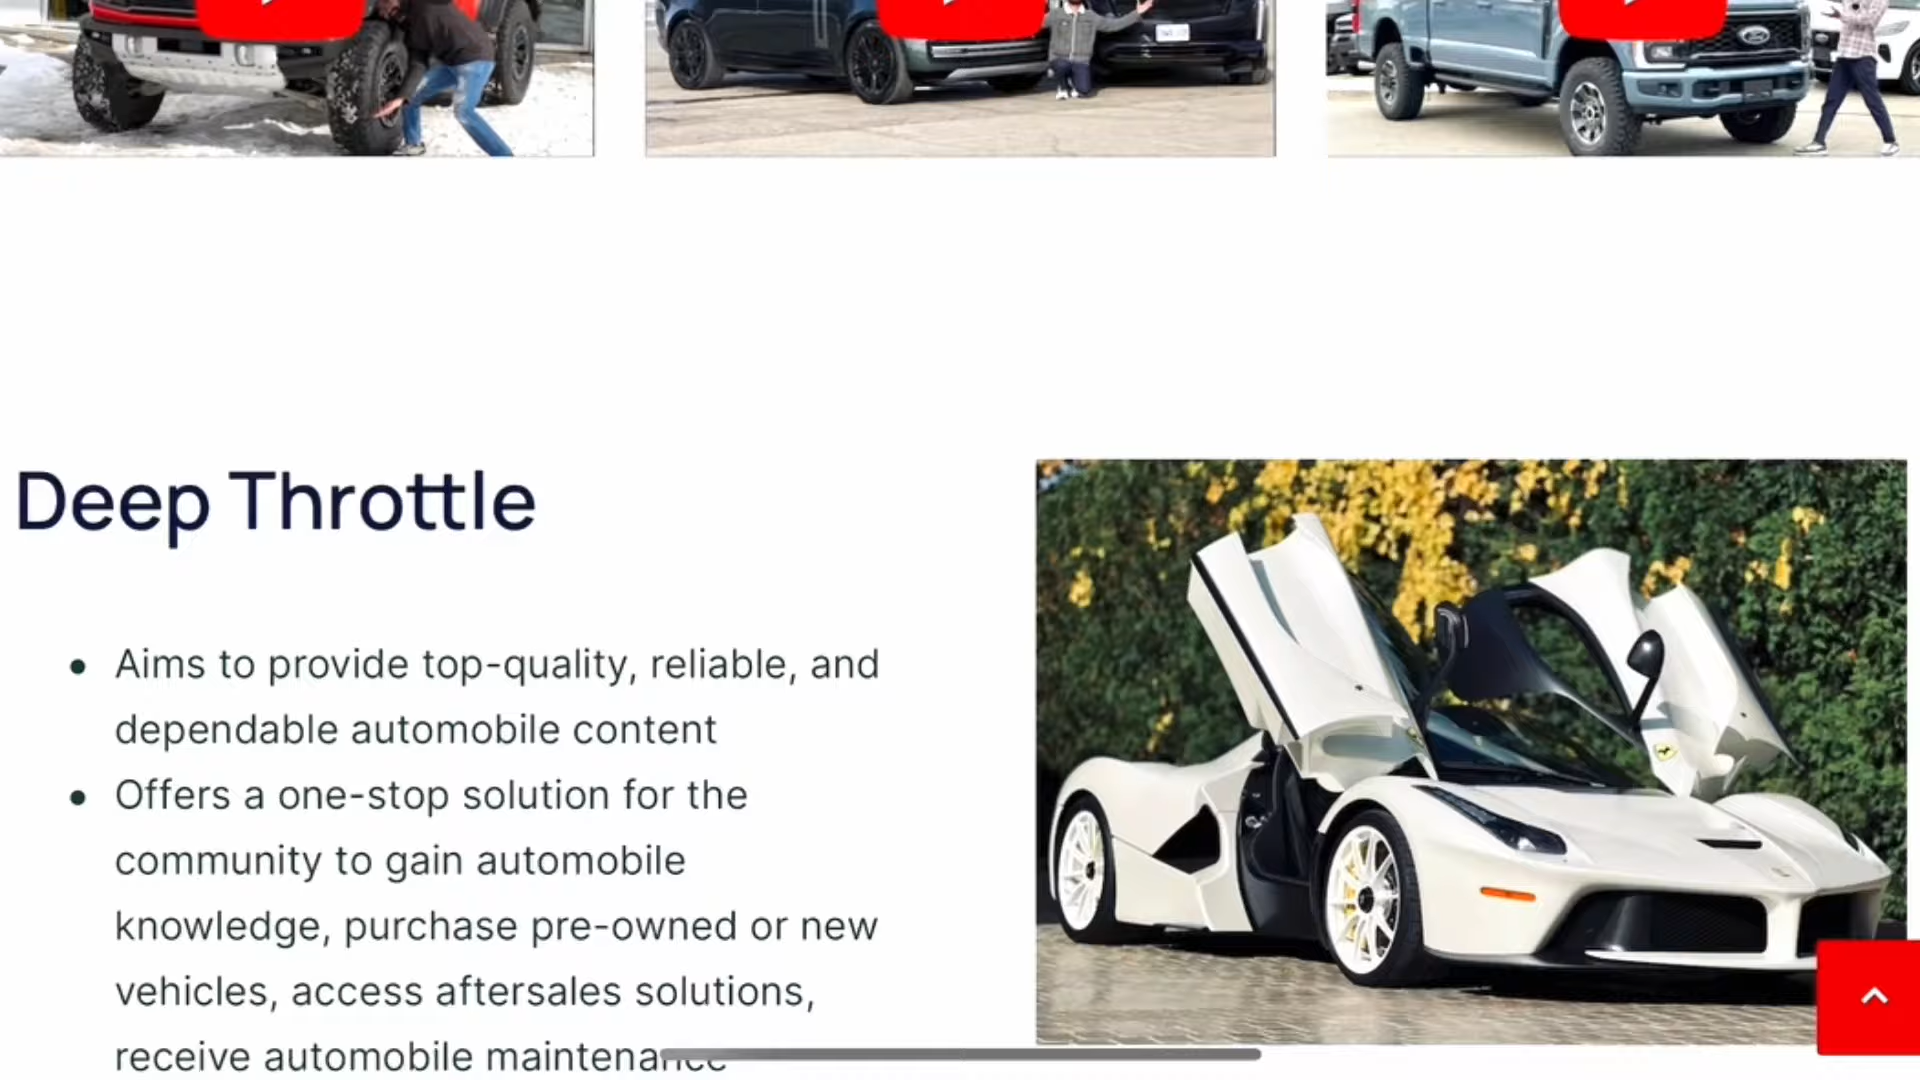 Deep Throttle
Aims to provide top-quality, reliable, and
dependable automobile content
Offers a one-stop solution for the
community to gain automobile
knowledge, purchase pre-owned or new
vehicles, access aftersales solutions,
receive automobile maintenance